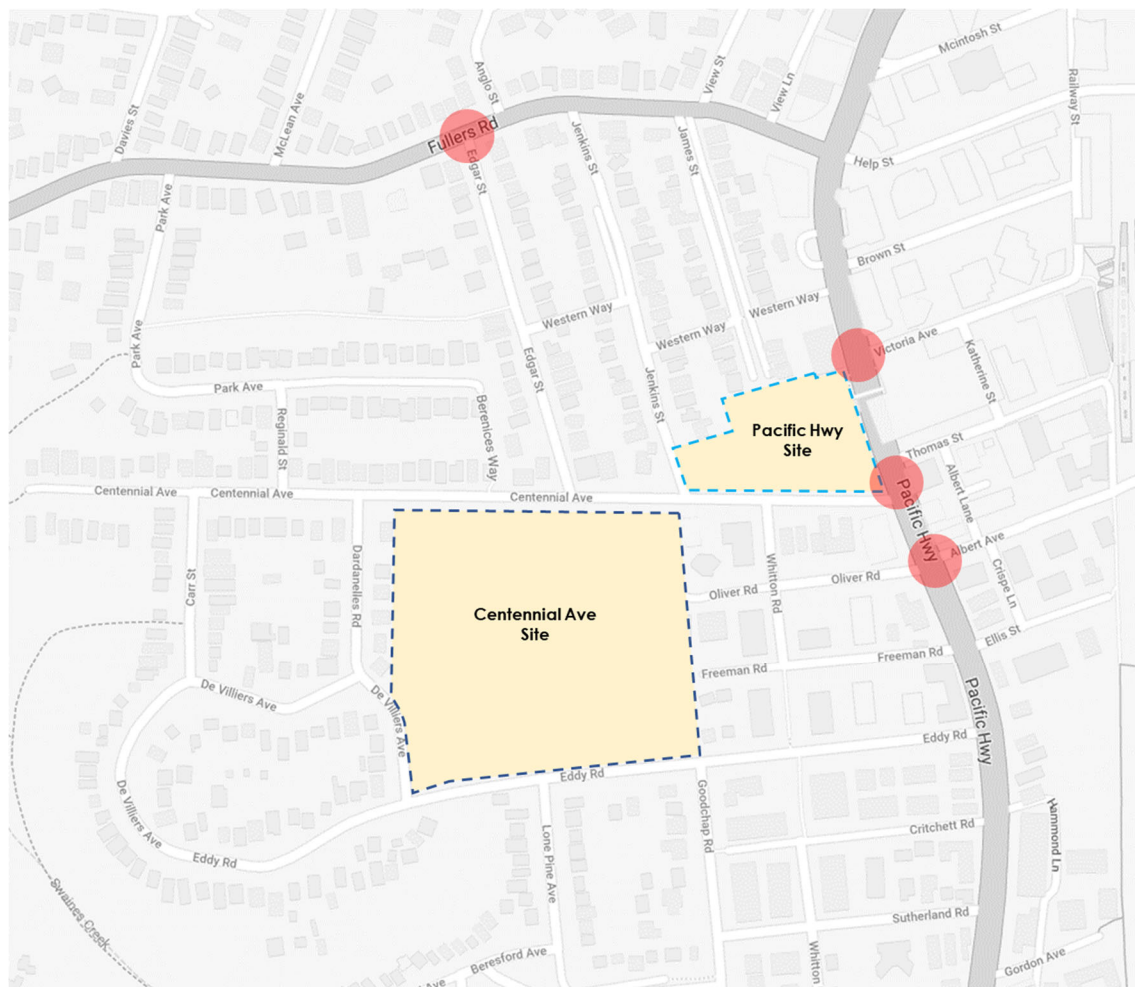 Mcintosh St
View St
View Ln
Anglo St
McLean Ave
Davies St
Railway St
Fullers Rd
Jenkins St
James St
Help St
Edgar St
Park Ave
Brown St
Western Way
Western Way
Western Way
Victoria Ave
Park Ave
Edgar St
Katherine St
Park Ave
Jenkins St
Berenices Way
Reginald St
Pacific Hwy
Site
Thomas St
Albert Lane
Centennial Ave
Centennial Ave
Centennial Ave
Pacific Hwy
Albert Ave
Dardanelles Rd
Carr St
Whitton Rd
Oliver Rd
Oliver Rd
Crispe Ln
Centennial Ave
Site
Ellis St
Freeman Rd
Freeman Rd
De Villiers Ave
De Villiers Ave
Pacific Hwy
Eddy Rd
Eddy Rd
De Villiers Ave
Goodchap Rd
Critchett Rd
Hammond Ln
Lone Pine Ave
Eddy Rd
Swaines Creek
Sutherland Rd
Beresford Ave
Whitton
Gordon Ave